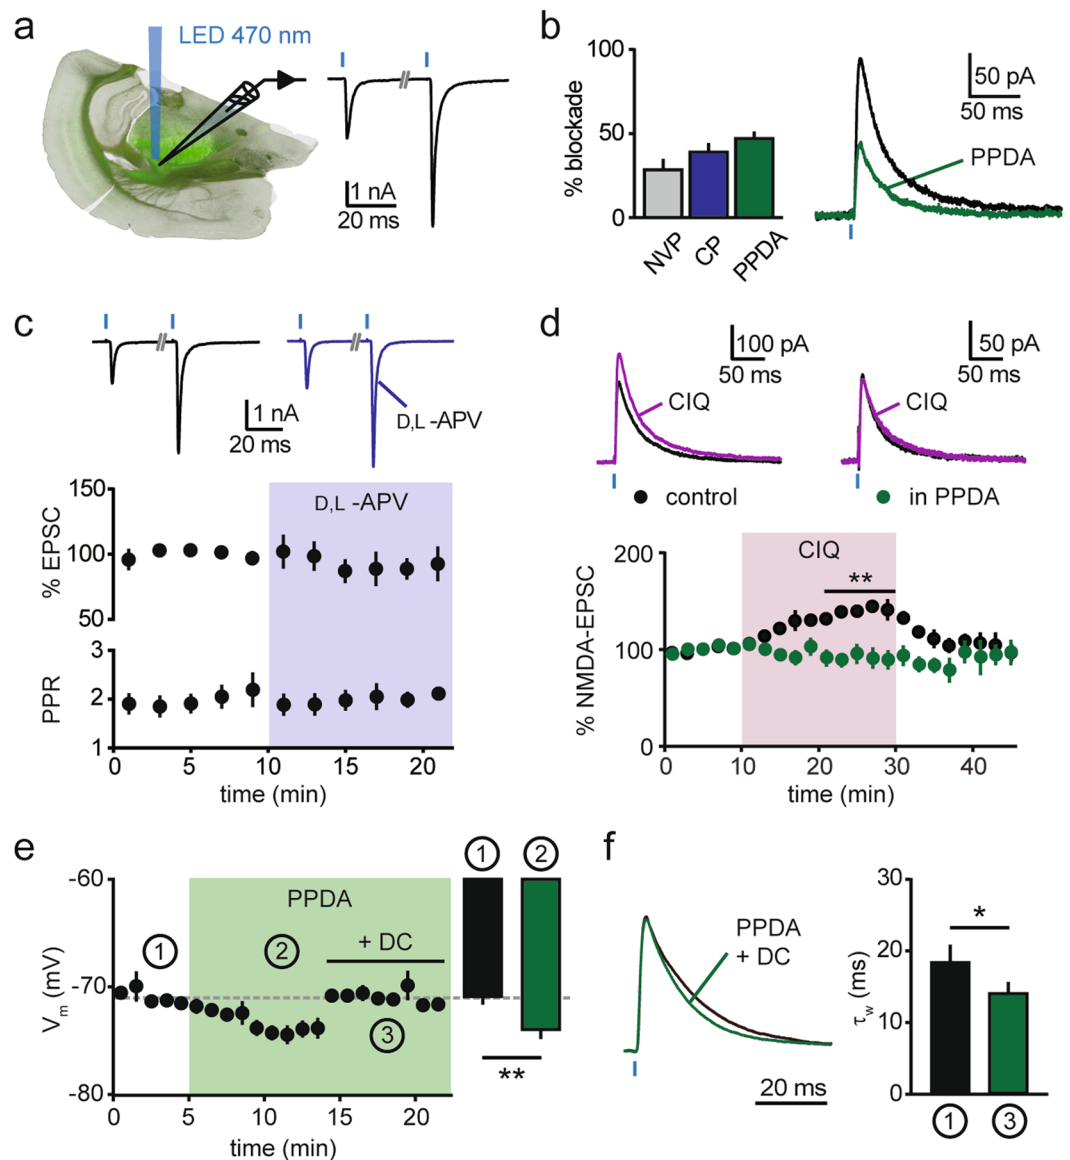 a
LED 470 nm
1 nA
20 ms
b
100
50
0
% blockade
NVP
CP
PPDA
50 pA
50 ms
PPDA
c
1 nA
20 ms
D,L -APV
150
100
50
% EPSC
D,L -APV
3
2
1
PPR
0
5
10
15
20
time (min)
d
100 pA
50 ms
CIQ
50 pA
50 ms
CIQ
control
in PPDA
200
100
0
% NMDA-EPSC
CIQ
**
0
10
20
30
40
time (min)
e
-60
-70
-80
Vm (mV)
PPDA
1
2
+ DC
3
0
5
10
15
20
time (min)
1
2
**
f
PPDA
+ DC
20 ms
30
20
10
0
τw (ms)
*
1
3